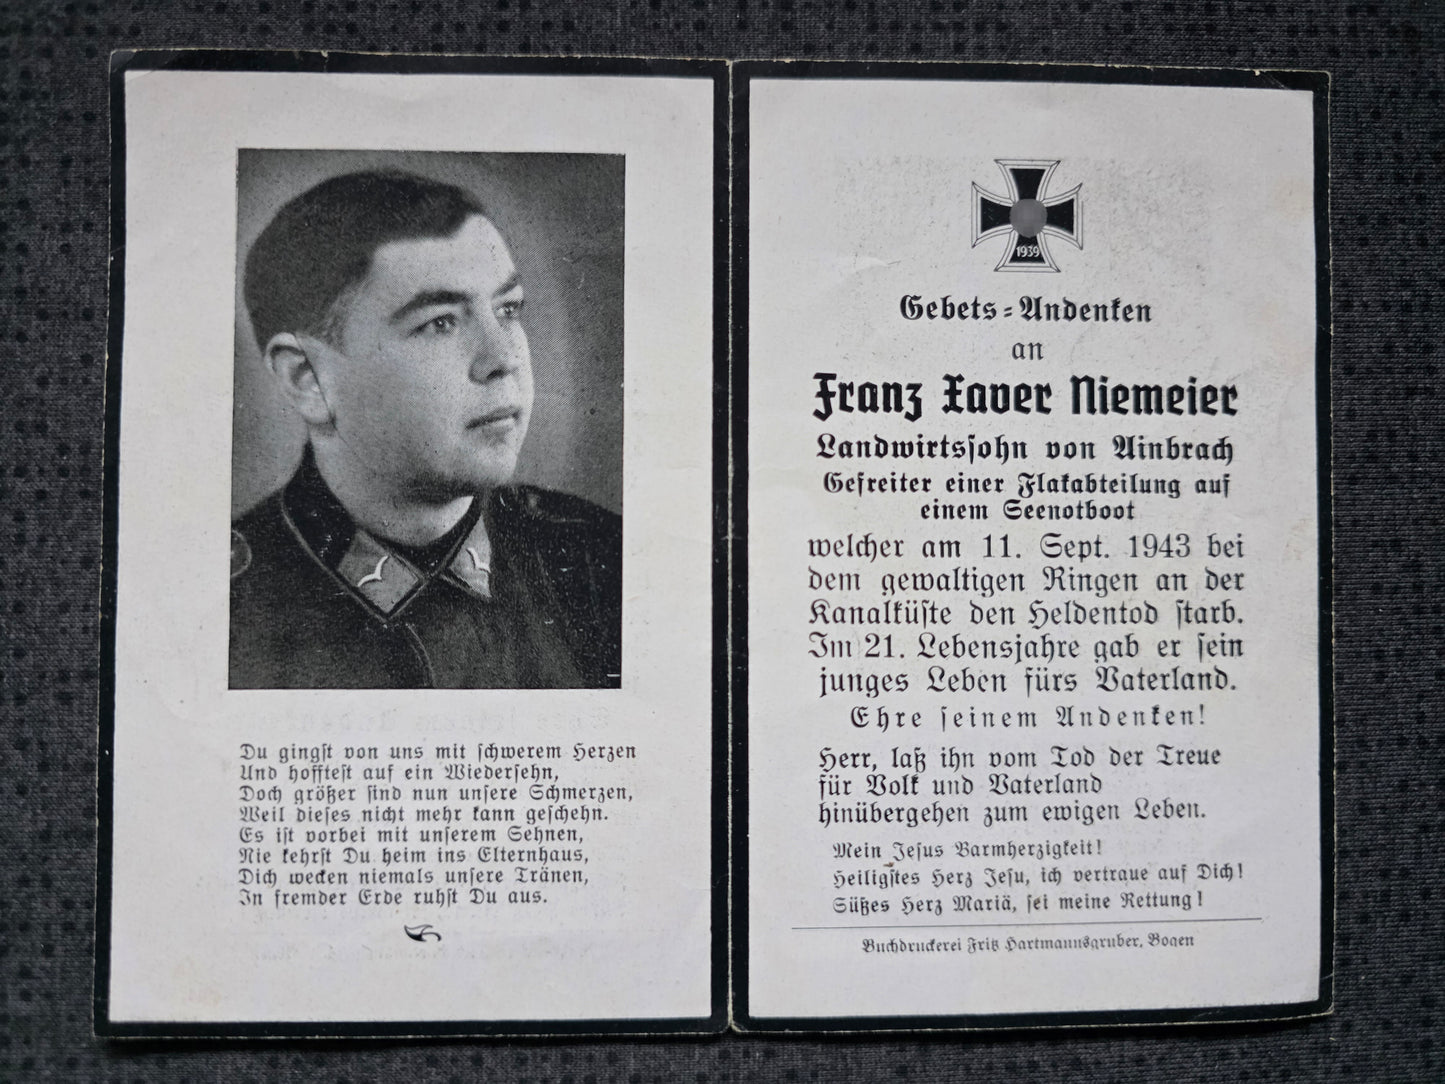 Du gingst von uns mit schwerem Herzen
Und hofftest auf ein Wiedersehn,
Doch größer sind nun unsere Schmerzen,
Weil dieses nicht mehr kann geschehn.
Es ist vorbei mit unserem Sehnen,
Nie kehrst Du heim ins Elternhaus,
Dich wecken niemals unsere Tränen,
In fremder Erde ruhst Du aus.
1939
Gebets-Andenken
an
Franz Xaver Niemeier
Landwirtssohn von Ainbrach
Gefreiter einer Flakabteilung auf
einem Seenotboot
welcher am 11. Sept. 1943 bei
dem gewaltigen Ringen an der
Kanalküste den Heldentod starb.
Im 21. Lebensjahre gab er sein
junges Leben fürs Vaterland.
Ehre seinem Andenken!
Herr, laß ihn vom Tod der Treue
für Volk und Vaterland
hinübergehen zum ewigen Leben.
Mein Jesus Barmherzigkeit!
Heiligstes Herz Jesu, ich vertraue auf Dich!
Süßes Herz Mariä, sei meine Rettung!
Buchdruckerei Fritz Hartmannsgruber, Bogen